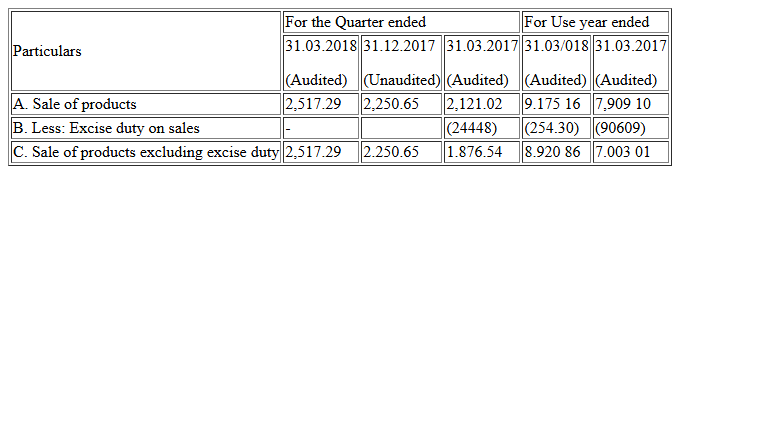 For the Quarter ended For Use year ended
Particulars
31.03.2018 31.12.2017 31.03.2017 31.03/018 31.03.2017
(Audited) (Unaudited) (Audited) (Audited) (Audited)
A. Sale of products 2,517.29 2,250.65 2,121.02 9.175 16 7,909 10
B. Less: Excise duty on sales - (24448) (254.30) (90609)
C. Sale of products excluding excise duty 2,517.29 2.250.65 1.876.54 8.920 86 7.003 01